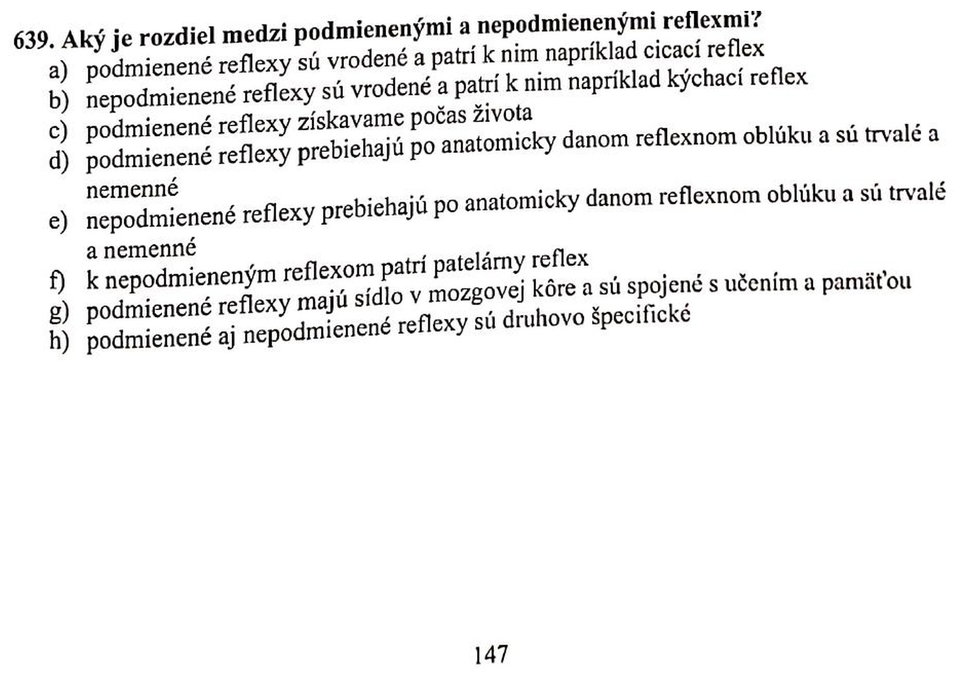 639. Aký je rozdiel medzi podmienenými a nepodmienenými reflexmi?
a) podmienené reflexy sú vrodené a patrí k nim napríklad cicací reflex
b) nepodmienené reflexy sú vrodené a patrí k nim napríklad kýchací reflex
c) podmienené reflexy získavame počas života
d) podmienené reflexy prebiehajú po anatomicky danom reflexnom oblúku a sú trvalé a
nemenné
e) nepodmienené reflexy prebiehajú po anatomicky danom reflexnom oblúku a sú trvalé
a nemenné
f) k nepodmieneným reflexom patrí patelárny reflex
g) podmienené reflexy majú sídlo v mozgovej kôre a sú spojené s učením a pamäťou
h) podmienené aj nepodmienené reflexy sú druhovo špecifické
147